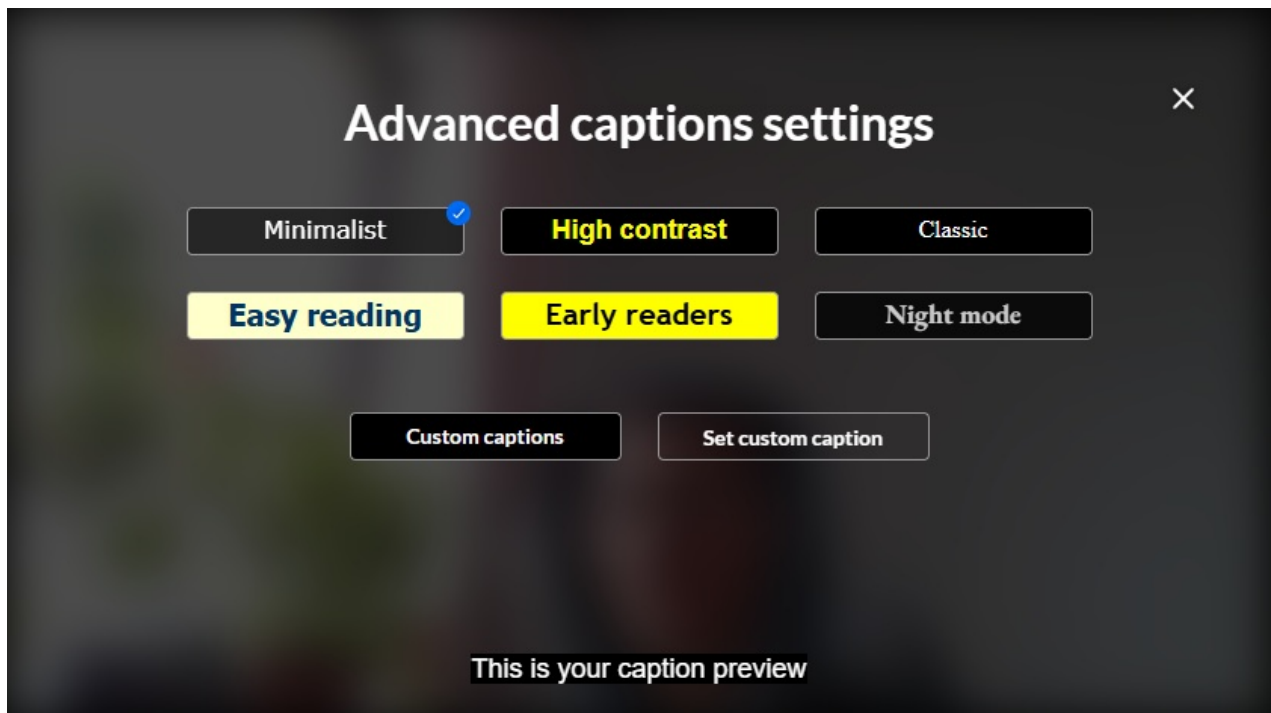 Advanced captions settings
Minimalist
High contrast
Classic
Easy reading
Early readers
Night mode
Custom captions
Set custom caption
This is your caption preview